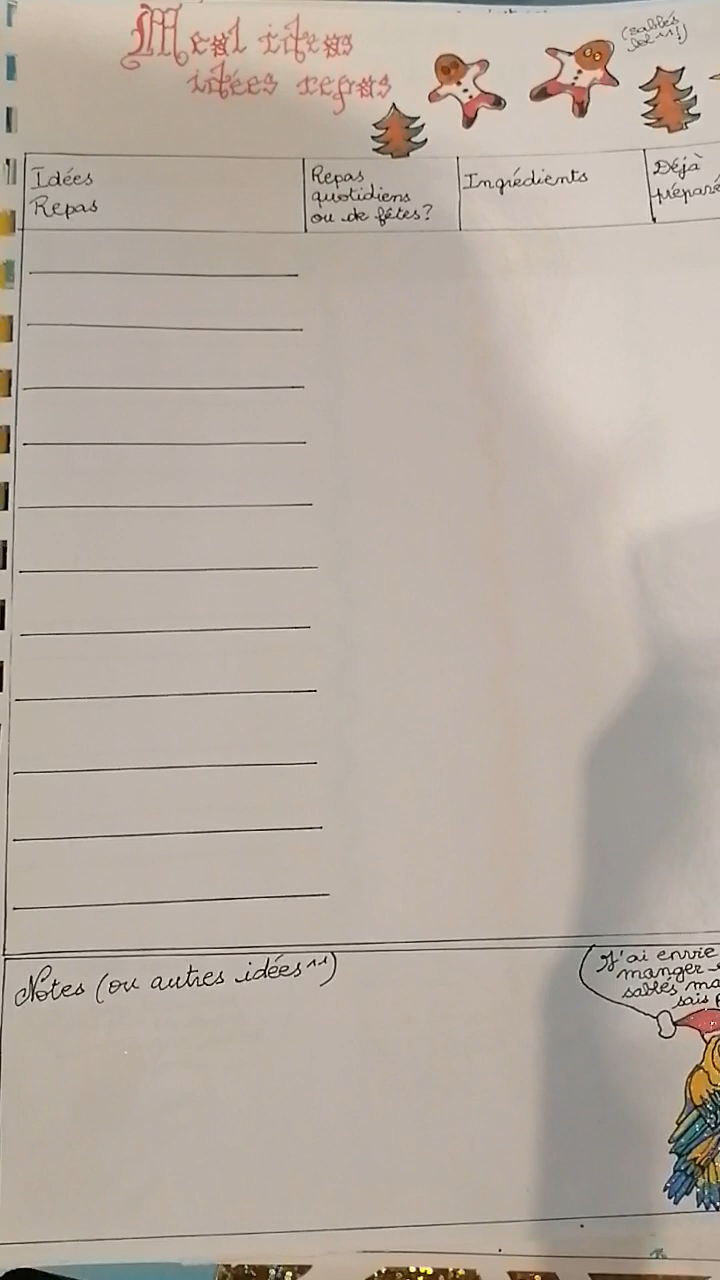 Meal ideas
idées repas
(sablés
Idées
Repas
Repas
quotidiens
ou de fêtes?
Ingrédients
Déjà
préparé
Notes (ou autres idées^^)
J'ai envie
manger
sablés
sais